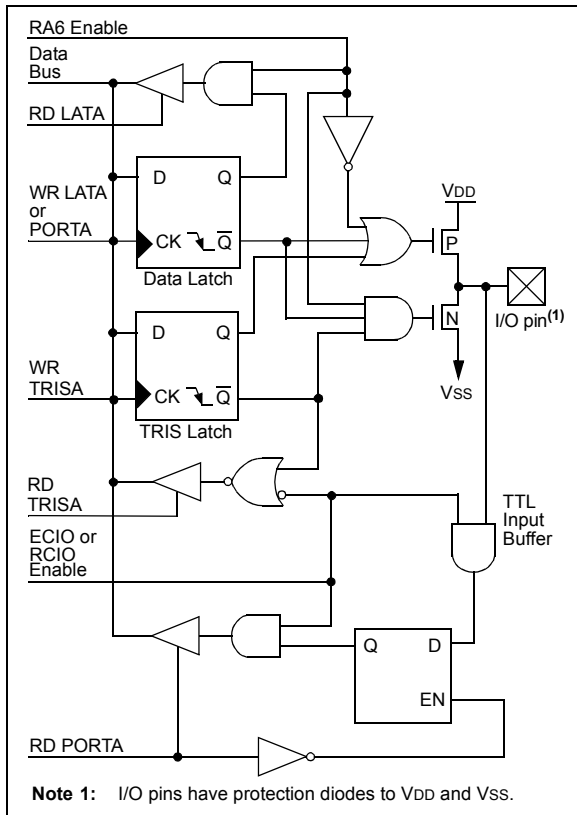 RA6 Enable
Data
Bus
RD LATA
WR LATA
or
PORTA
D
Q
CK
Q
Data Latch
VDD
P
I/O pin(1)
N
VSS
D
Q
WR
TRISA
CK
Q
TRIS Latch
RD
TRISA
TTL
Input
Buffer
ECIO or
RCIO
Enable
Q
D
EN
RD PORTA
Note 1: I/O pins have protection diodes to VDD and VSS.